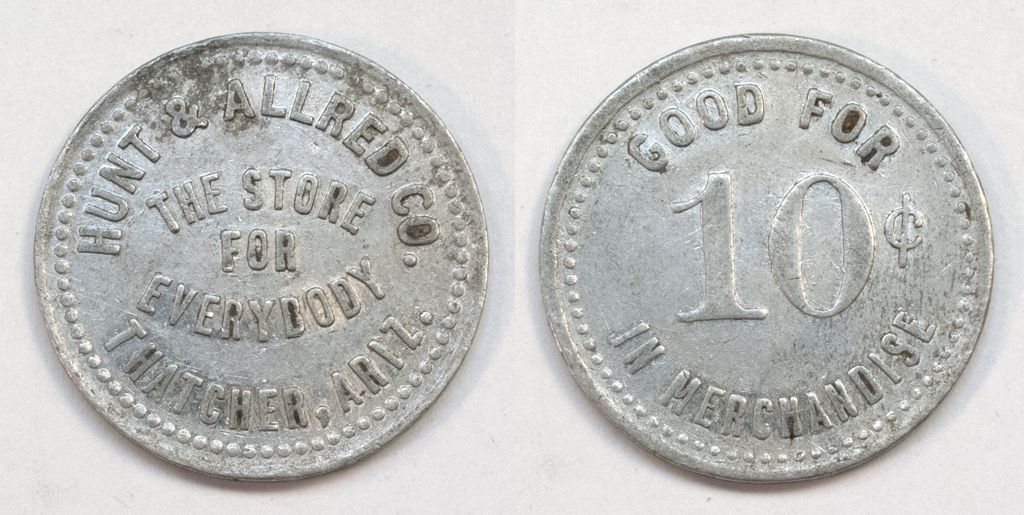 HUNT & ALLRED CO.
THE STORE
FOR
EVERYBODY
THATCHER, ARIZ.
GOOD FOR
10¢
IN MERCHANDISE